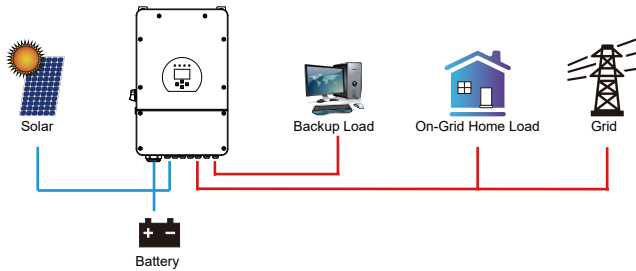 Solar
Backup Load
On-Grid Home Load
Grid
Battery